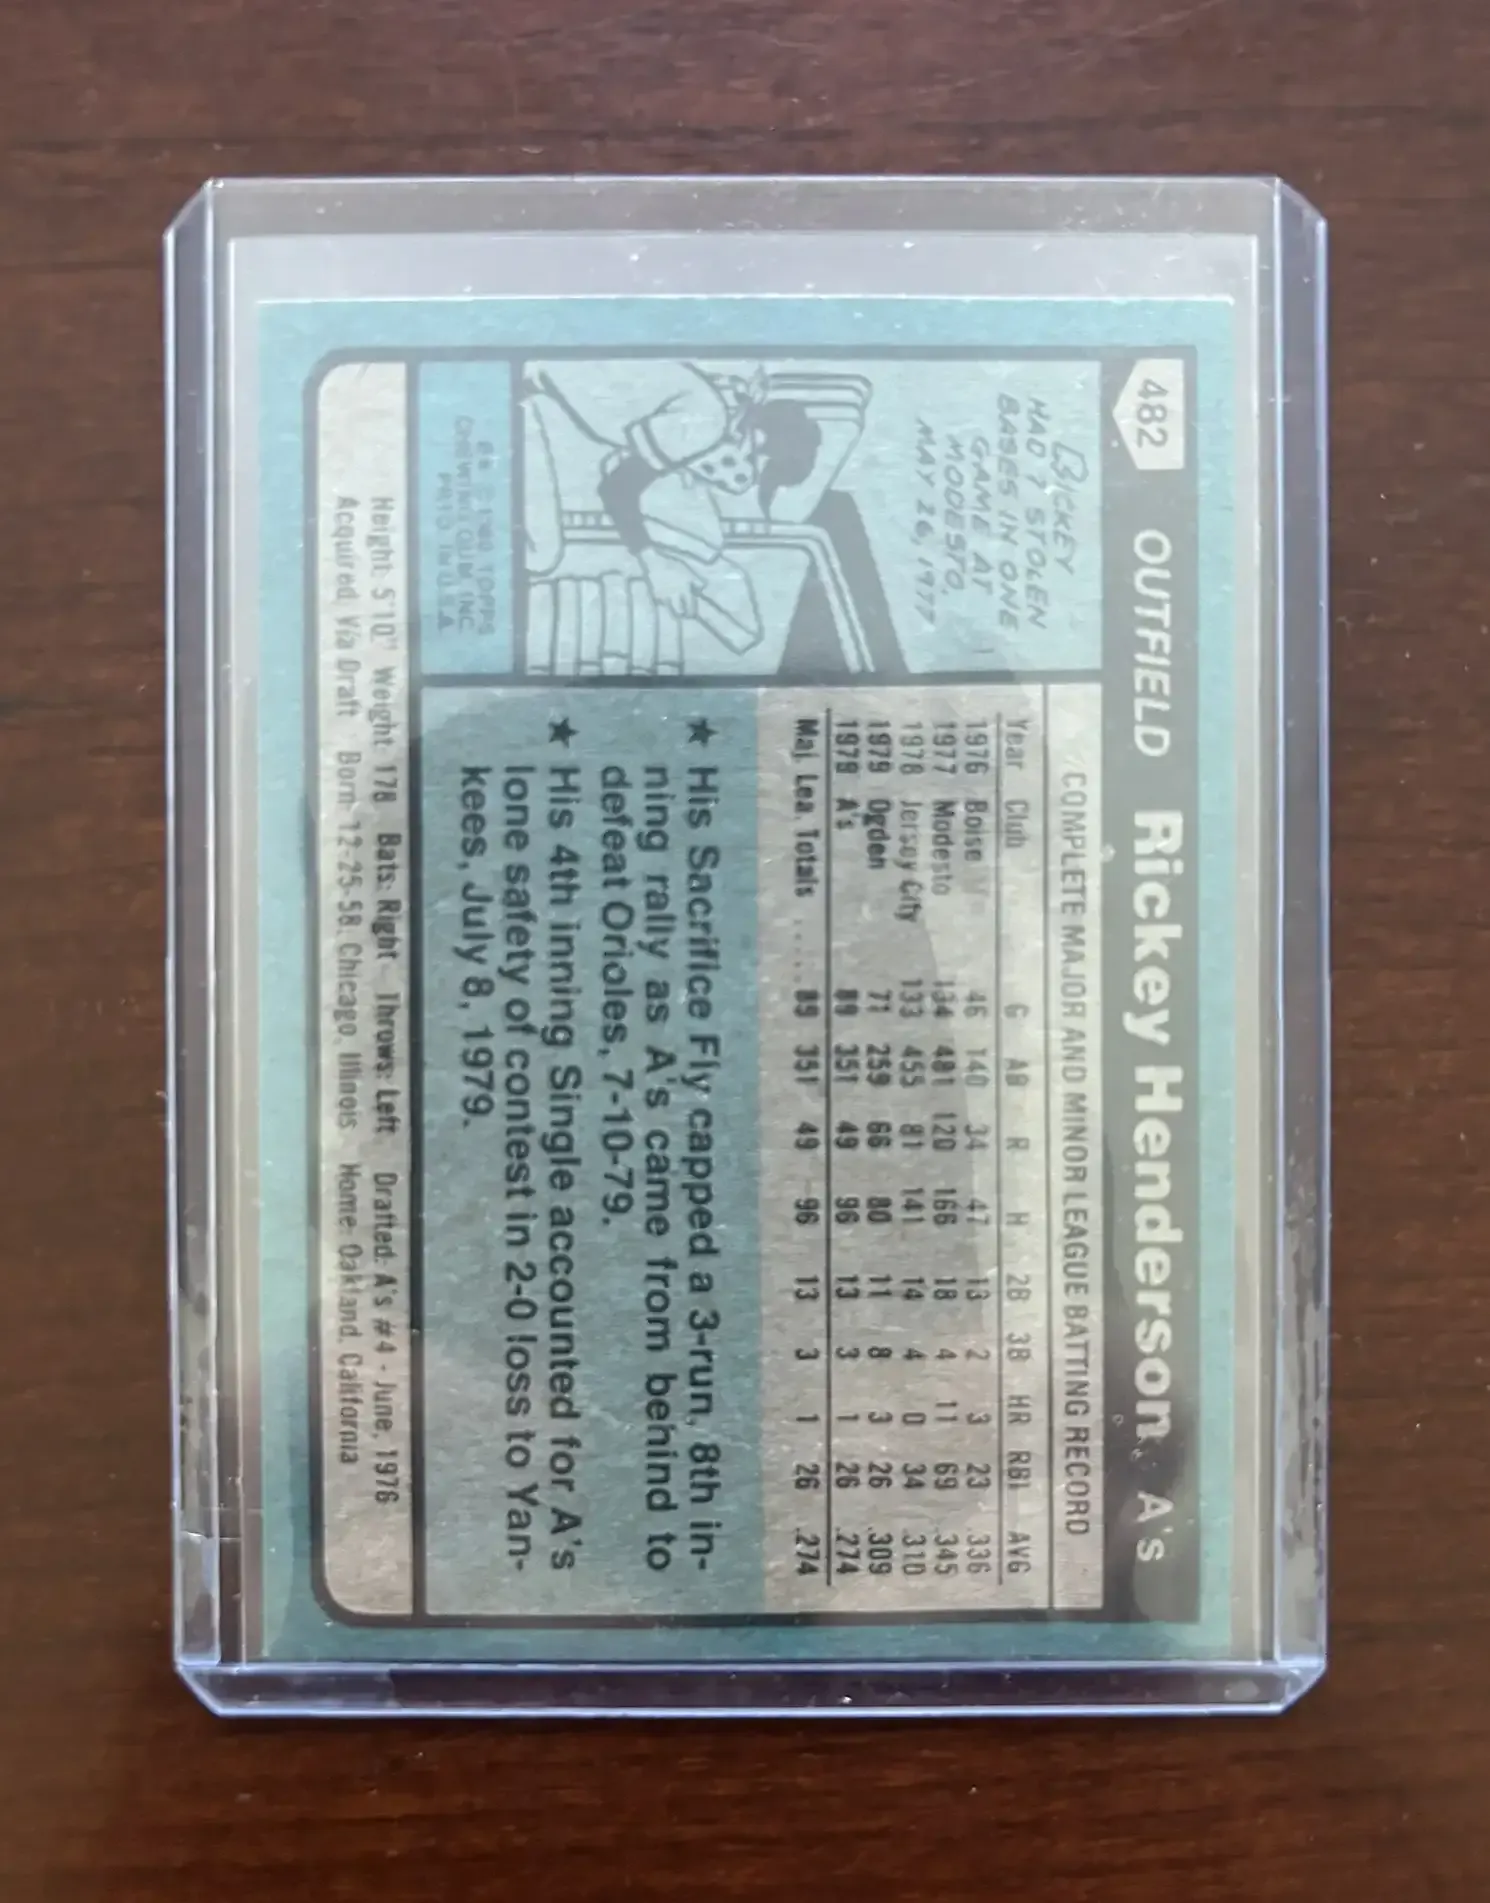 482
OUTFIELD Rickey Henderson A's
RICKEY
HAD 7 STOLEN
BASES IN ONE
GAME AT
MODESTO,
MAY 26, 1977
© 1980 TOPPS
CHEWING GUM, INC.
PRTD. IN U.S.A.
COMPLETE MAJOR AND MINOR LEAGUE BATTING RECORD
Year Club G AB R H 2B 3B HR RBI AVG
1976 Boise 46 140 34 47 13 2 3 23 .336
1977 Modesto 134 481 120 166 18 4 11 69 .345
1978 Jersey City 133 455 81 141 14 4 0 34 .310
1979 Ogden 71 259 66 80 11 8 3 26 .309
1979 A's 89 351 49 96 13 3 1 26 .274
Maj. Lea. Totals ..... 89 351 49 96 13 3 1 26 .274
★ His Sacrifice Fly capped a 3-run, 8th in-
ning rally as A's came from behind to
defeat Orioles, 7-10-79.
★ His 4th inning Single accounted for A's
lone safety of contest in 2-0 loss to Yan-
kees, July 8, 1979.
Height: 5'10" Weight: 178 Bats: Right Throws: Left Drafted: A's #4 - June, 1976
Acquired: Via Draft Born: 12-25-58, Chicago, Illinois Home: Oakland, California